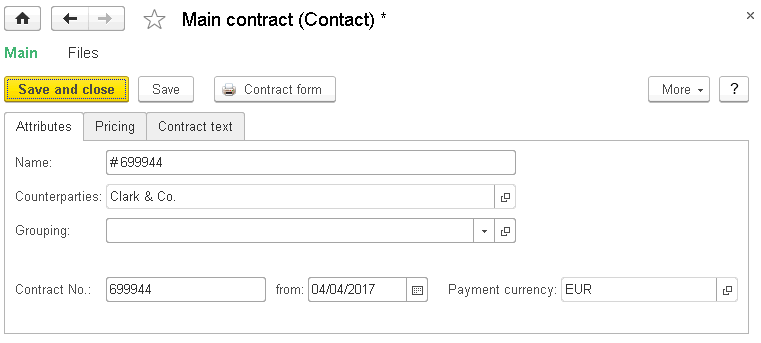 Main contract (Contact) *
Main Files
Save and close Save Contract form More ?
Attributes Pricing Contract text
Name: #699944
Counterparties: Clark & Co.
Grouping:
Contract No.: 699944 from: 04/04/2017 Payment currency: EUR